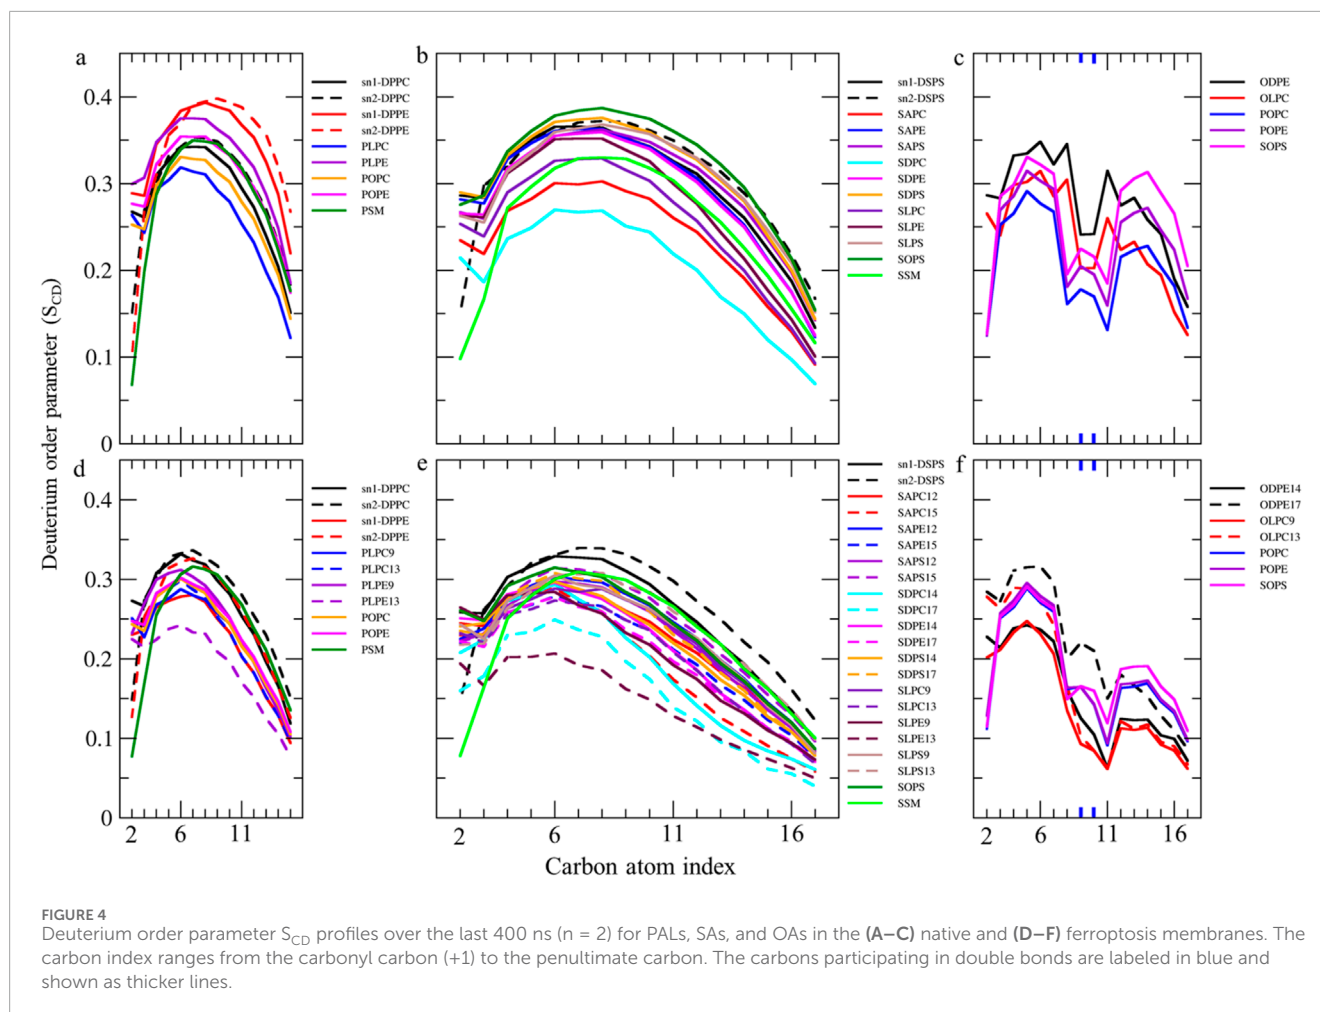 a
b
c
0.4
0.3
0.2
0.1
0
sn1-DPPC
sn2-DPPC
sn1-DPPE
sn2-DPPE
PLPC
PLPE
POPC
POPE
PSM
sn1-DSPS
sn2-DSPS
SAPC
SAPE
SAPS
SDPC
SDPE
SDPS
SLPC
SLPE
SLPS
SOPS
SSM
ODPE
OLPC
POPC
POPE
SOPS
Deuterium order parameter (S_CD)
d
e
f
0.4
0.3
0.2
0.1
0
2 6 11
sn1-DPPC
sn2-DPPC
sn1-DPPE
sn2-DPPE
PLPC9
PLPC13
PLPE9
PLPE13
POPC
POPE
PSM
2 6 11 16
sn1-DSPS
sn2-DSPS
SAPC12
SAPC15
SAPE12
SAPE15
SAPS12
SAPS15
SDPC14
SDPC17
SDPE14
SDPE17
SDPS14
SDPS17
SLPC9
SLPC13
SLPE9
SLPE13
SLPS9
SLPS13
SOPS
SSM
2 6 11 16
ODPE14
ODPE17
OLPC9
OLPC13
POPC
POPE
SOPS
Carbon atom index
FIGURE 4
Deuterium order parameter S_CD profiles over the last 400 ns (n = 2) for PALs, SAs, and OAs in the (A–C) native and (D–F) ferroptosis membranes. The
carbon index ranges from the carbonyl carbon (+1) to the penultimate carbon. The carbons participating in double bonds are labeled in blue and
shown as thicker lines.